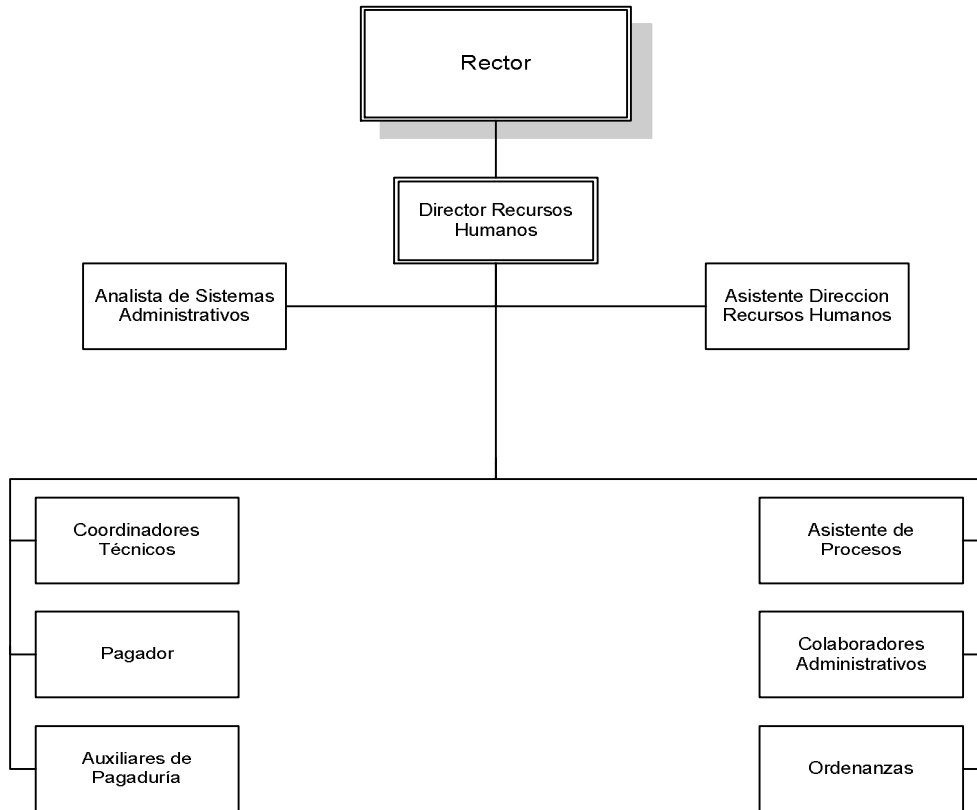 Rector
Director Recursos
Humanos
Analista de Sistemas
Administrativos
Asistente Direccion
Recursos Humanos
Coordinadores
Técnicos
Asistente de
Procesos
Pagador
Colaboradores
Administrativos
Auxiliares de
Pagaduría
Ordenanzas